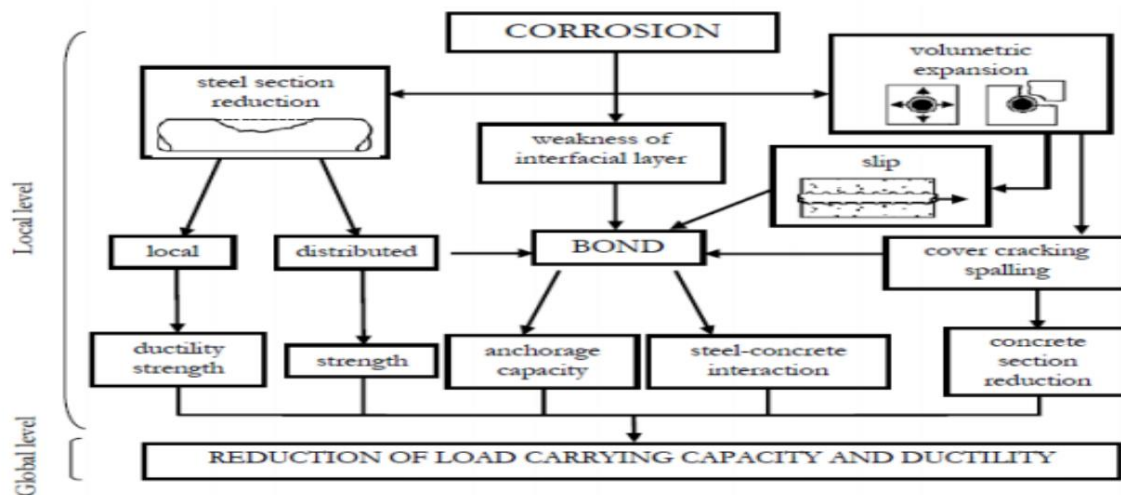 CORROSION
steel section
reduction
volumetric
expansion
weakness of
interfacial layer
slip
local
distributed
BOND
cover cracking
spalling
ductility
strength
strength
anchorage
capacity
steel-concrete
interaction
concrete
section
reduction
Local level
Global level
REDUCTION OF LOAD CARRYING CAPACITY AND DUCTILITY